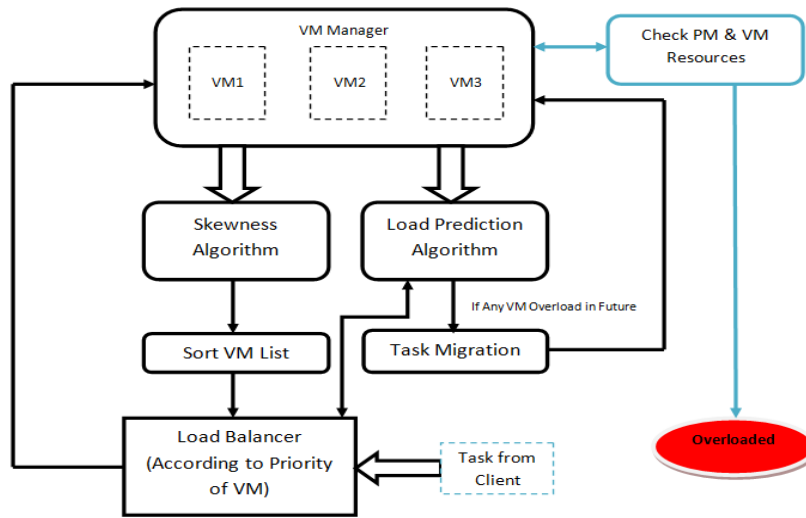 VM Manager
VM1
VM2
VM3
Check PM & VM
Resources
Skewness
Algorithm
Load Prediction
Algorithm
If Any VM Overload in Future
Sort VM List
Task Migration
Load Balancer
(According to Priority
of VM)
Task from
Client
Overloaded